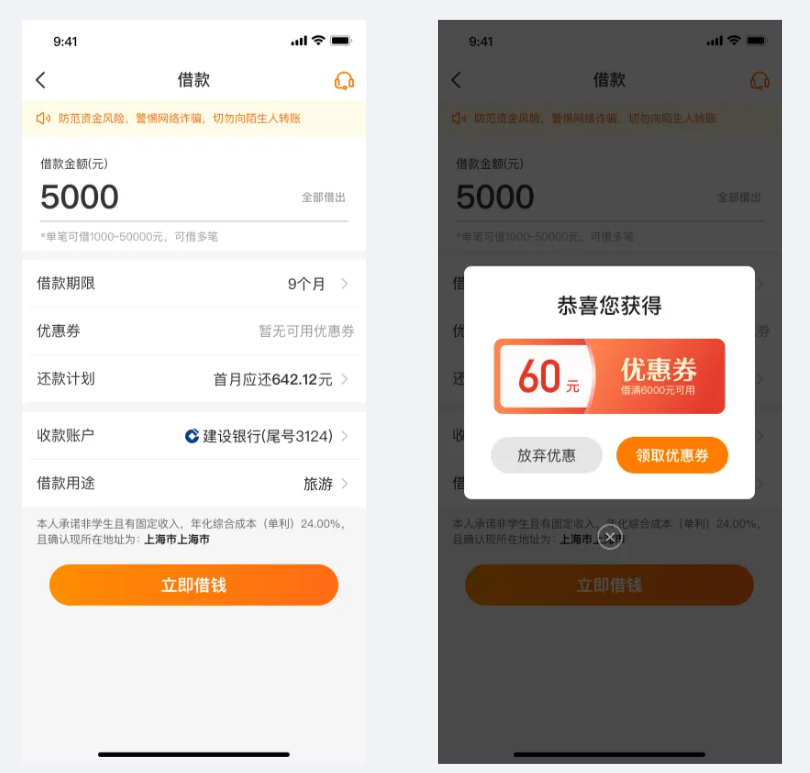 9:41
借款
防范资金风险,警惕网络诈骗,切勿向陌生人转账
借款金额(元)
5000
全部借出
*单笔可借1000~50000元,可借多笔
借款期限
9个月
优惠券
暂无可用优惠券
还款计划
首月应还642.12元
收款账户
建设银行(尾号3124)
借款用途
旅游
本人承诺非学生且有固定收入,年化综合成本(单利)24.00%,
且确认现所在地址为:上海市上海市
立即借钱
9:41
借款
防范资金风险,警惕网络诈骗,切勿向陌生人转账
借款金额(元)
5000
全部借出
*单笔可借1000~50000元,可借多笔
借
优
券
还
收
借
恭喜您获得
60元
优惠券
借满6000元可用
放弃优惠
领取优惠券
本人承诺非学生且有固定收入,年化综合成本(单利)24.00%,
且确认现所在地址为:上海市上海市
立即借钱